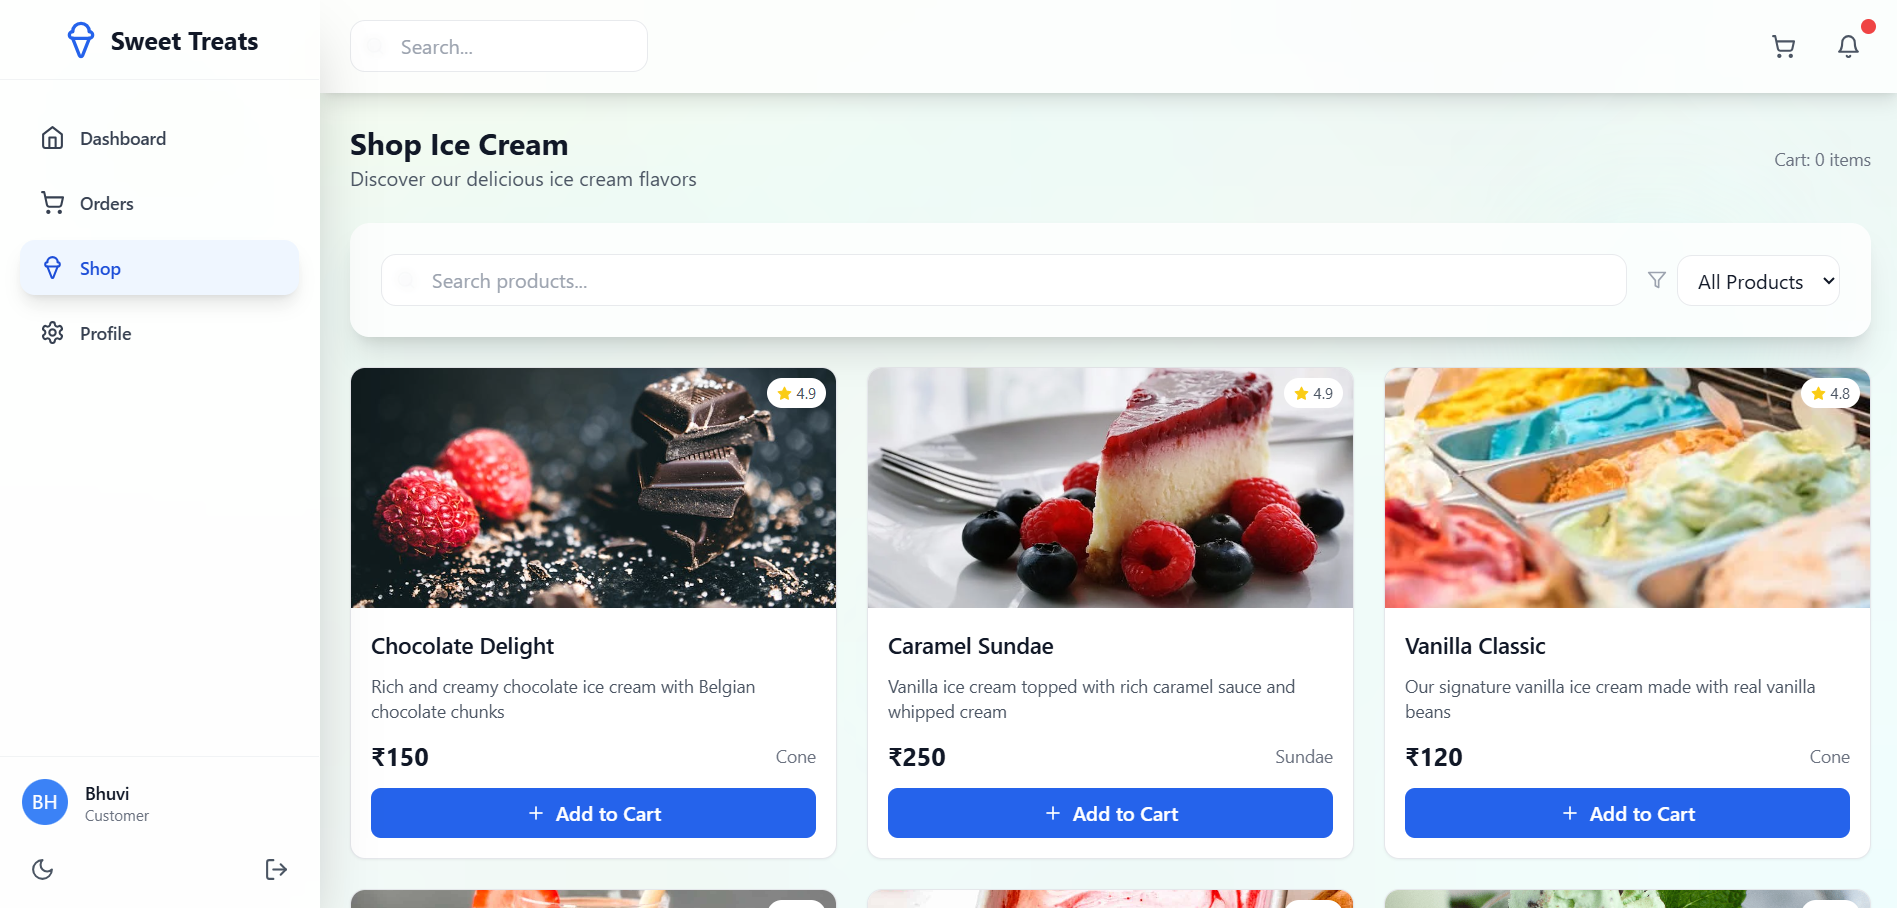 Sweet Treats
Search...
Dashboard
Orders
Shop
Profile
Bhuvi
BH
Customer
Shop Ice Cream
Discover our delicious ice cream flavors
Cart: 0 items
Search products...
All Products
4.9
Chocolate Delight
Rich and creamy chocolate ice cream with Belgian
chocolate chunks
₹150
Cone
+ Add to Cart
4.9
Caramel Sundae
Vanilla ice cream topped with rich caramel sauce and
whipped cream
₹250
Sundae
+ Add to Cart
4.8
Vanilla Classic
Our signature vanilla ice cream made with real vanilla
beans
₹120
Cone
+ Add to Cart